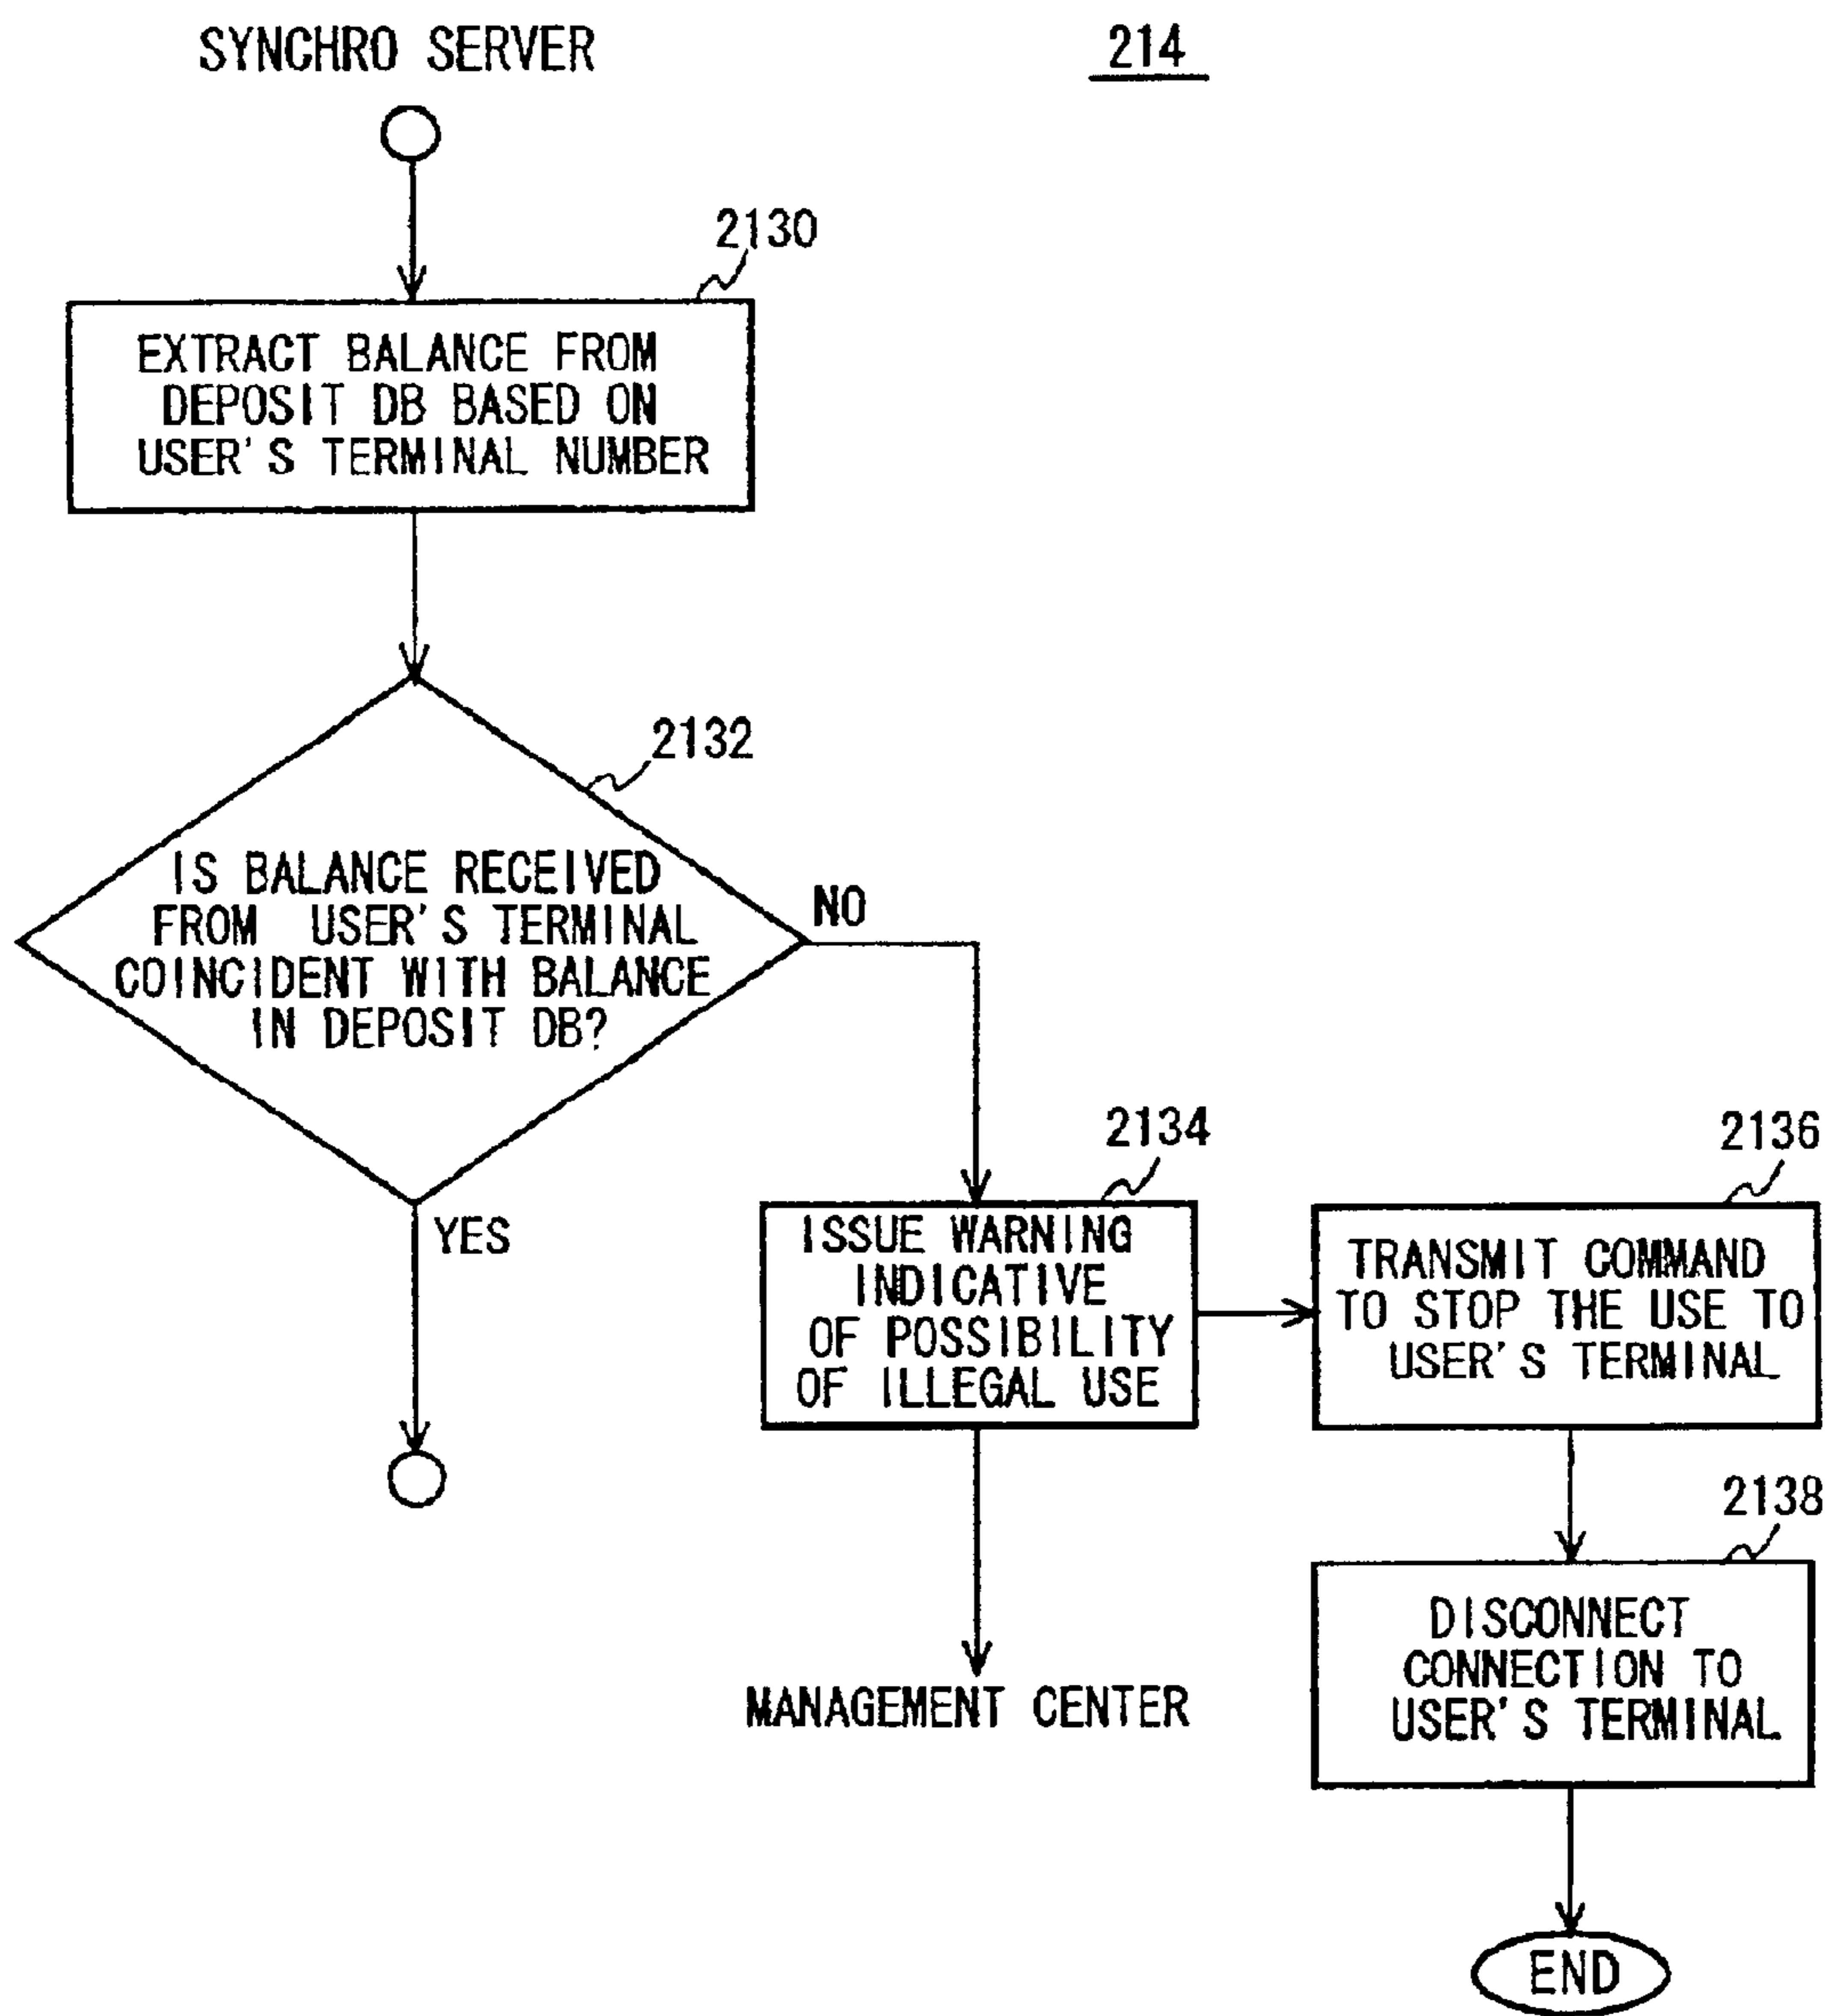 SYNCHRO SERVER
214
2130
EXTRACT BALANCE FROM
DEPOSIT DB BASED ON
USER'S TERMINAL NUMBER
2132
IS BALANCE RECEIVED
FROM USER'S TERMINAL
COINCIDENT WITH BALANCE
IN DEPOSIT DB?
NO
YES
2134
ISSUE WARNING
INDICATIVE
OF POSSIBILITY
OF ILLEGAL USE
2136
TRANSMIT COMMAND
TO STOP THE USE TO
USER'S TERMINAL
2138
DISCONNECT
CONNECTION TO
USER'S TERMINAL
MANAGEMENT CENTER
END